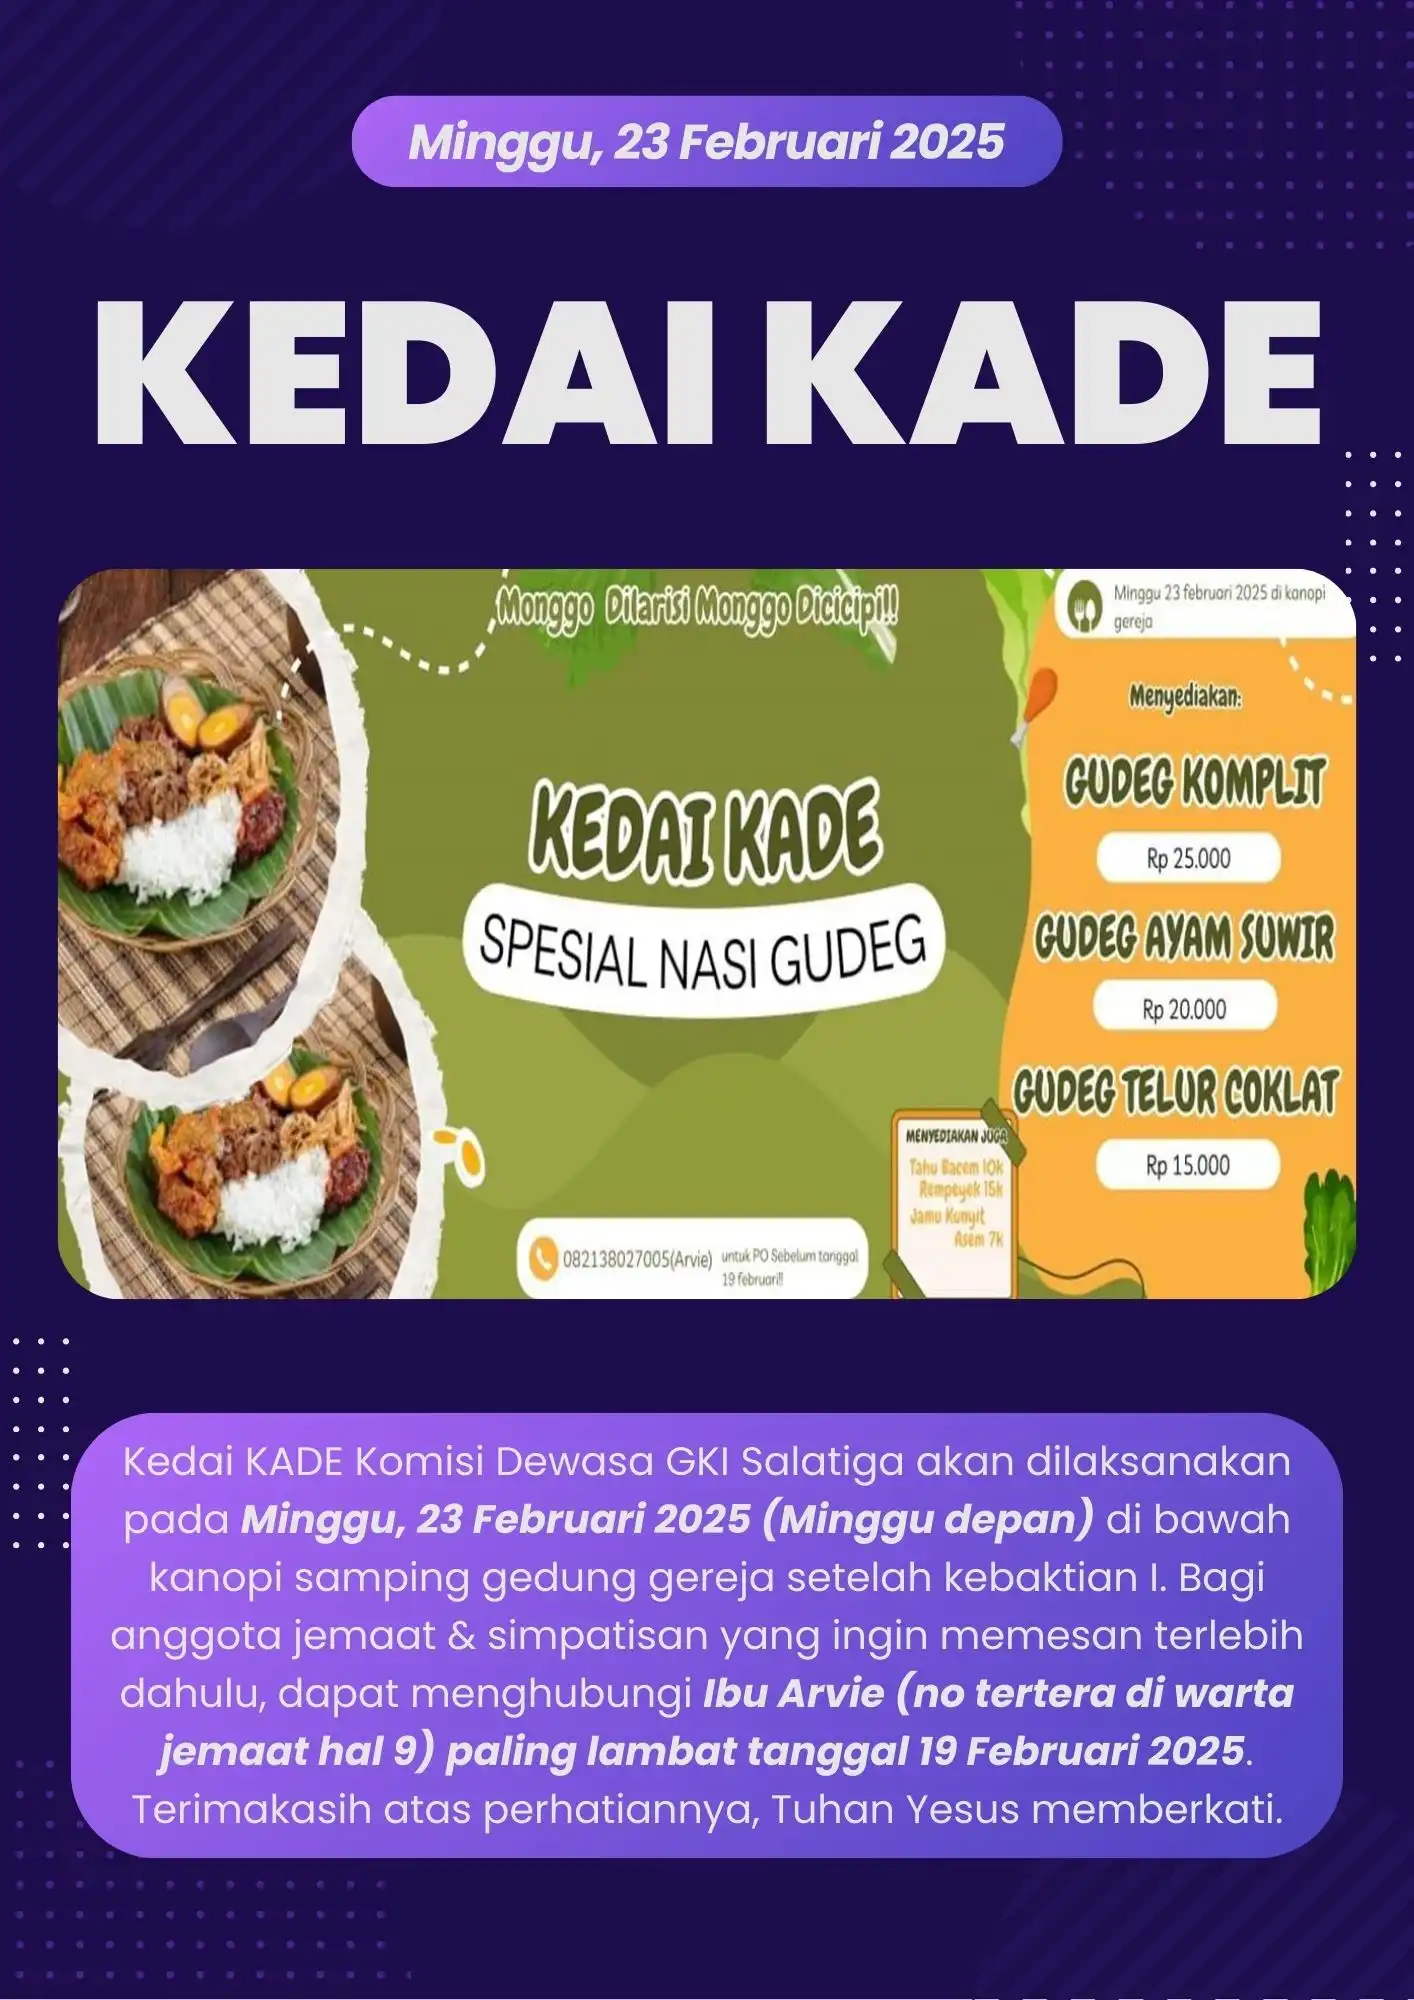 Minggu, 23 Februari 2025
KEDAI KADE
Monggo Dilarisi Monggo Dicicipi!!
KEDAI KADE
SPESIAL NASI GUDEG
082138027005(Arvie)
untuk PO Sebelum tanggal
19 februari!!
Minggu 23 februari 2025 di kanopi
gereja
Menyediakan:
GUDEG KOMPLIT
Rp 25.000
GUDEG AYAM SUWIR
Rp 20.000
GUDEG TELUR COKLAT
Rp 15.000
MENYEDIAKAN JUGA
Tahu Bacem 10k
Rempeyek 15k
Jamu Kunyit
Asem 7k
Kedai KADE Komisi Dewasa GKI Salatiga akan dilaksanakan
pada Minggu, 23 Februari 2025 (Minggu depan) di bawah
kanopi samping gedung gereja setelah kebaktian I. Bagi
anggota jemaat & simpatisan yang ingin memesan terlebih
dahulu, dapat menghubungi Ibu Arvie (no tertera di warta
jemaat hal 9) paling lambat tanggal 19 Februari 2025.
Terimakasih atas perhatiannya, Tuhan Yesus memberkati.